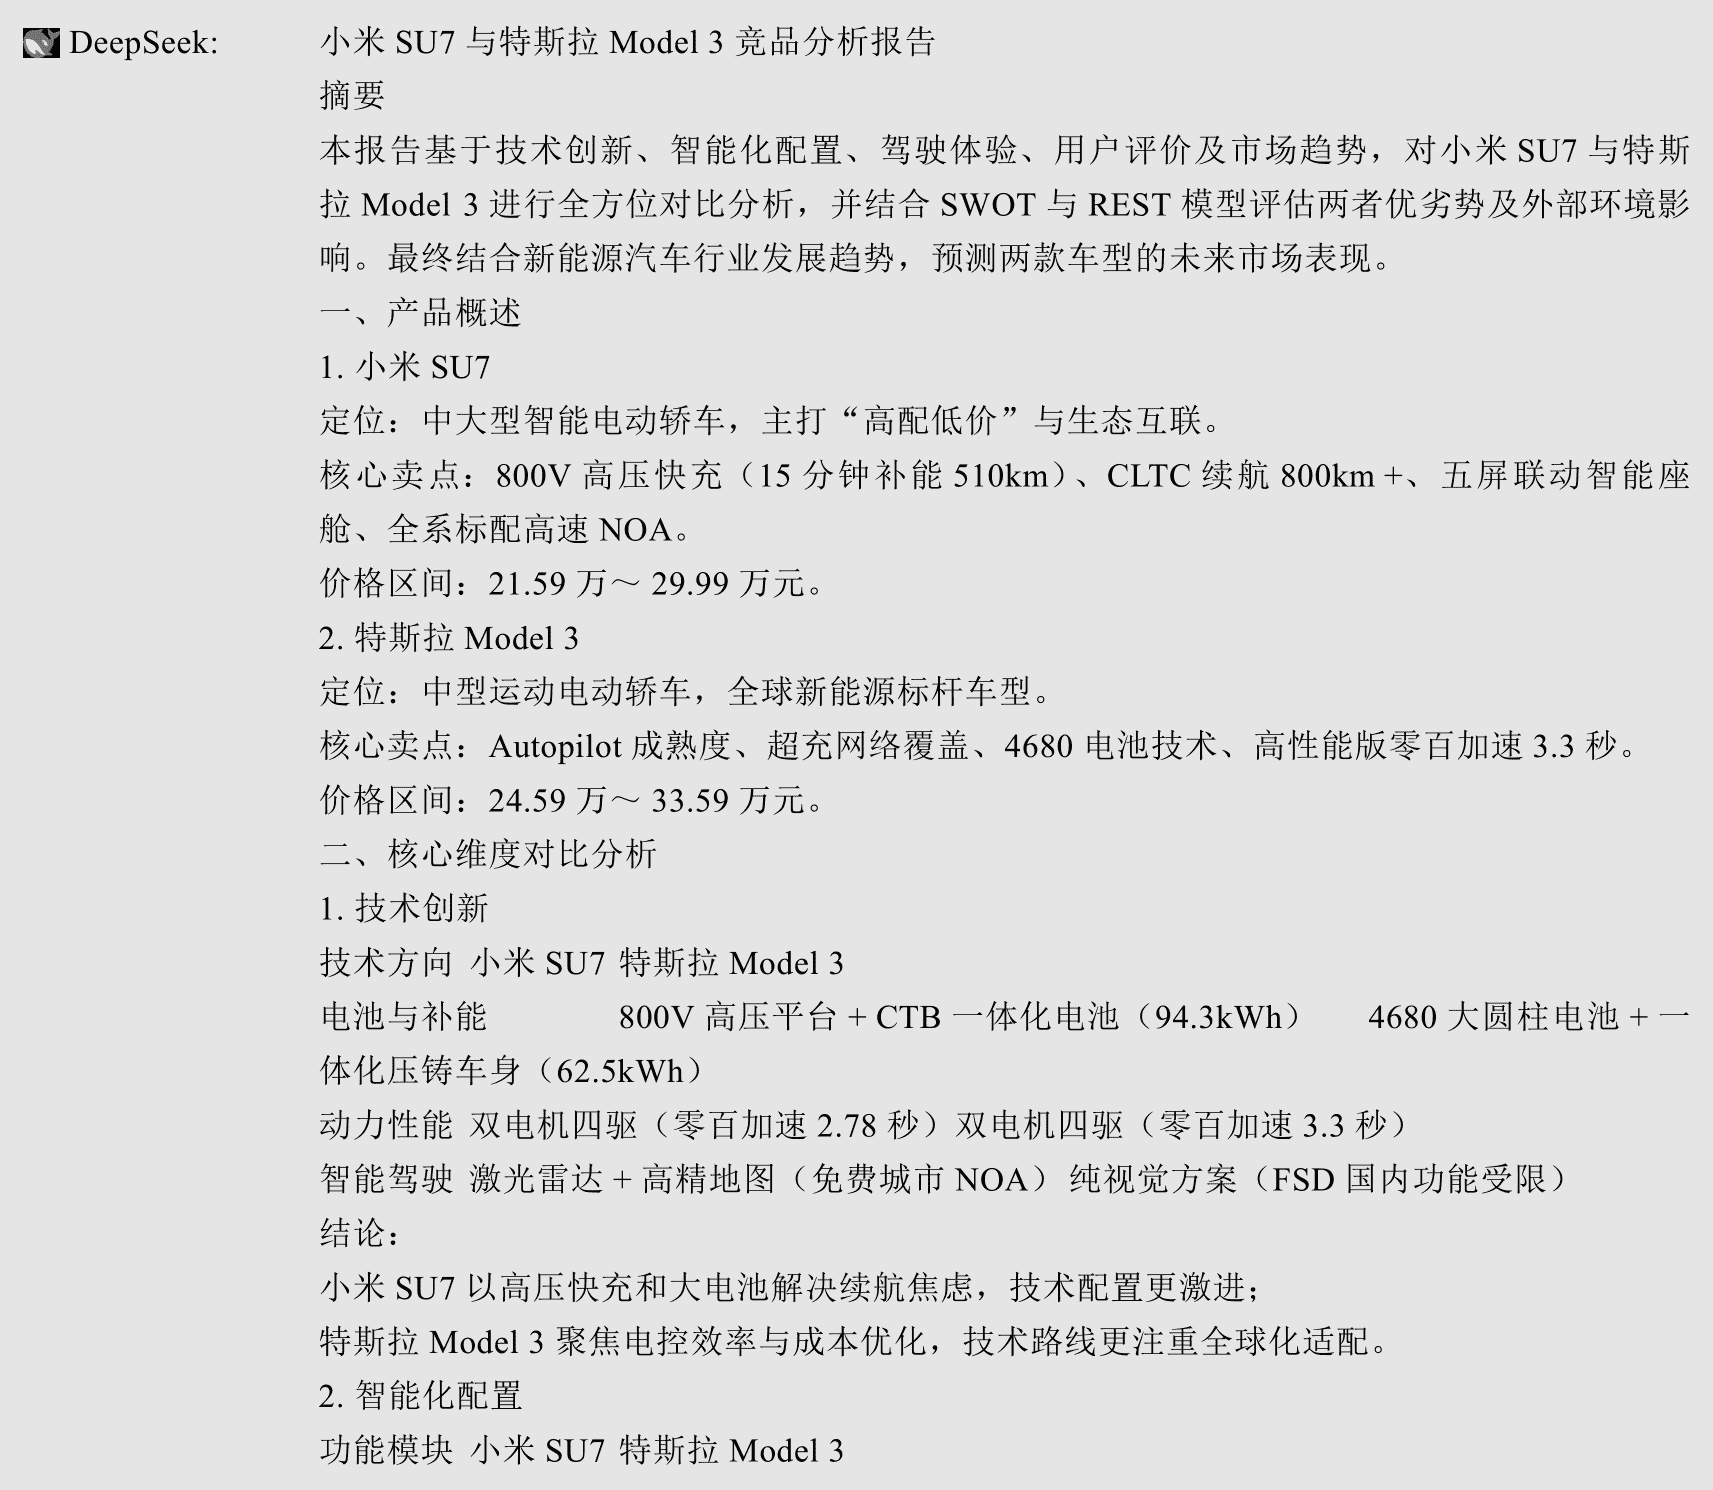 DeepSeek: 小米 SU7 与特斯拉 Model 3 竞品分析报告
摘要
本报告基于技术创新、智能化配置、驾驶体验、用户评价及市场趋势，对小米 SU7 与特斯
拉 Model 3 进行全方位对比分析，并结合 SWOT 与 REST 模型评估两者优劣势及外部环境影
响。最终结合新能源汽车行业发展趋势，预测两款车型的未来市场表现。
一、产品概述
1. 小米 SU7
定位：中大型智能电动轿车，主打“高配低价”与生态互联。
核心卖点：800V 高压快充（15 分钟补能 510km）、CLTC 续航 800km +、五屏联动智能座
舱、全系标配高速 NOA。
价格区间：21.59 万～ 29.99 万元。
2. 特斯拉 Model 3
定位：中型运动电动轿车，全球新能源标杆车型。
核心卖点：Autopilot 成熟度、超充网络覆盖、4680 电池技术、高性能版零百加速 3.3 秒。
价格区间：24.59 万～ 33.59 万元。
二、核心维度对比分析
1. 技术创新
技术方向 小米 SU7 特斯拉 Model 3
电池与补能 800V 高压平台 + CTB 一体化电池（94.3kWh） 4680 大圆柱电池 + 一
体化压铸车身（62.5kWh）
动力性能 双电机四驱（零百加速 2.78 秒）双电机四驱（零百加速 3.3 秒）
智能驾驶 激光雷达 + 高精地图（免费城市 NOA）纯视觉方案（FSD 国内功能受限）
结论：
小米 SU7 以高压快充和大电池解决续航焦虑，技术配置更激进；
特斯拉 Model 3 聚焦电控效率与成本优化，技术路线更注重全球化适配。
2. 智能化配置
功能模块 小米 SU7 特斯拉 Model 3